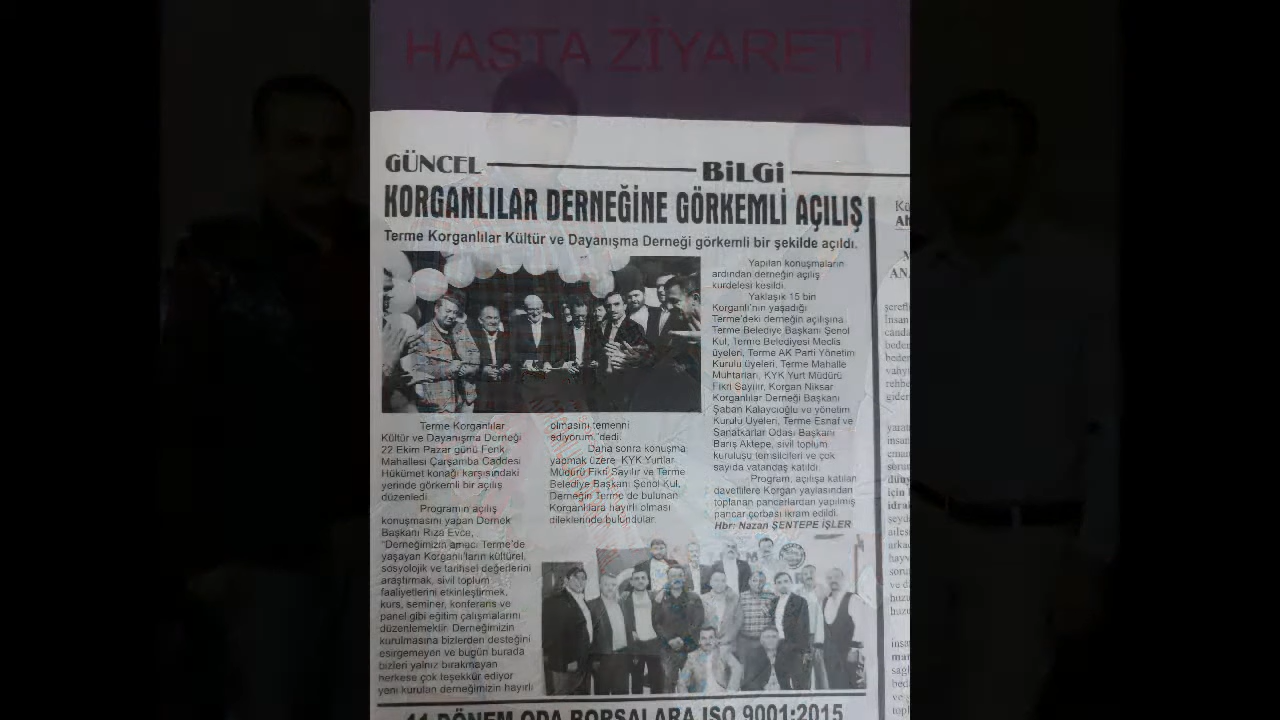 HASTA ZİYARETİ
GÜNCEL
BİLGİ
KORGANLILAR DERNEĞİNE GÖRKEMLİ AÇILIŞ
Terme Korganlılar Kültür ve Dayanışma Derneği görkemli bir şekilde açıldı.
Terme Korganlılar
Kültür ve Dayanışma Derneği
22 Ekim Pazar günü Fenk
Mahallesi Çarşamba Caddesi
Hükümet konağı karşısındaki
yerinde görkemli bir açılış
düzenledi.
Programın açılış
konuşmasını yapan Dernek
Başkanı Rıza Evce,
"Derneğimizin amacı Terme'de
yaşayan Korganlı'ların kültürel,
sosyolojik ve tarihsel değerlerini
araştırmak, sivil toplum
faaliyetlerini etkinleştirmek,
kurs, seminer, konferans ve
panel gibi eğitim çalışmalarını
düzenlemektir. Derneğimizin
kurulmasına bizlerden desteğini
esirgemeyen ve bugün burada
bizleri yalnız bırakmayan
herkese çok teşekkür ediyor
yeni kurulan derneğimizin hayırlı
olmasını temenni
ediyorum."dedi.
Daha sonra konuşma
yapmak üzere KYK Yurtlar
Müdürü Fikri Sayılır ve Terme
Belediye Başkanı Şenol Kul,
Derneğin Terme'de bulunan
Korganlılara hayırlı olması
dileklerinde bulundular.
Yapılan konuşmaların
ardından derneğin açılış
kurdelesi kesildi.
Yaklaşık 15 bin
Korganlı'nın yaşadığı
Terme'deki derneğin açılışına
Terme Belediye Başkanı Şenol
Kul, Terme Belediyesi Meclis
üyeleri, Terme AK Parti Yönetim
Kurulu üyeleri, Terme Mahalle
Muhtarları, KYK Yurt Müdürü
Fikri Sayılır, Korgan Niksar
Korganlılar Derneği Başkanı
Şaban Kalaycıoğlu ve yönetim
Kurulu Üyeleri, Terme Esnaf ve
Sanatkarlar Odası Başkanı
Barış Aktepe, sivil toplum
kuruluşu temsilcileri ve çok
sayıda vatandaş katıldı.
Program, açılışa katılan
davetlilere Korgan yaylasından
toplanan pancarlardan yapılmış
pancar çorbası ikram edildi.
Hbr: Nazan ŞENTEPE İŞLER
11 DÖNEM ODA BORSALARA ISO 9001:2015